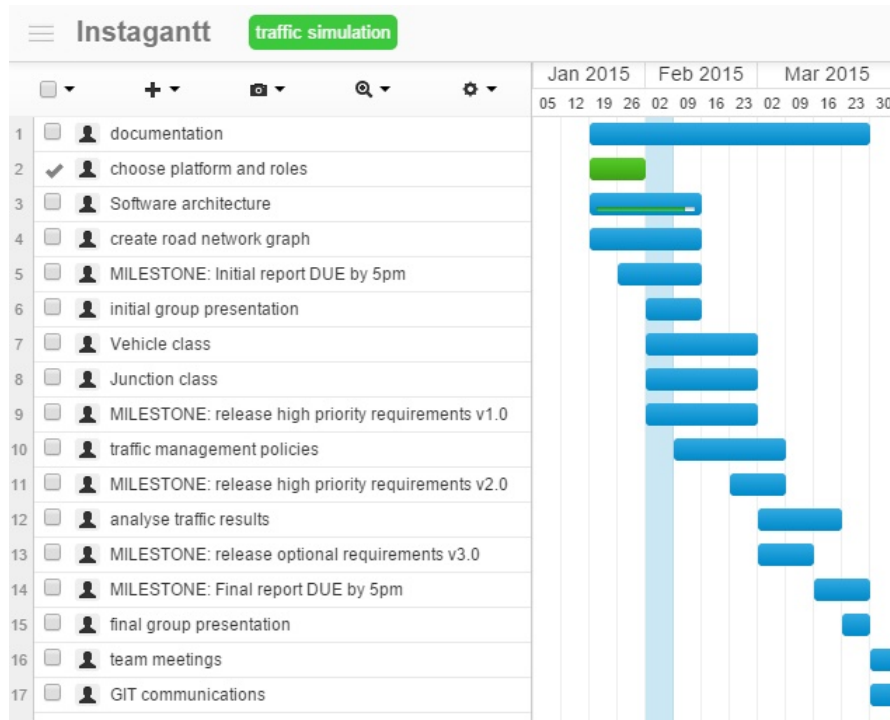 Instagantt traffic simulation
Jan 2015 Feb 2015 Mar 2015
05 12 19 26 02 09 16 23 02 09 16 23 30
1 documentation
2 choose platform and roles
3 Software architecture
4 create road network graph
5 MILESTONE: Initial report DUE by 5pm
6 initial group presentation
7 Vehicle class
8 Junction class
9 MILESTONE: release high priority requirements v1.0
10 traffic management policies
11 MILESTONE: release high priority requirements v2.0
12 analyse traffic results
13 MILESTONE: release optional requirements v3.0
14 MILESTONE: Final report DUE by 5pm
15 final group presentation
16 team meetings
17 GIT communications